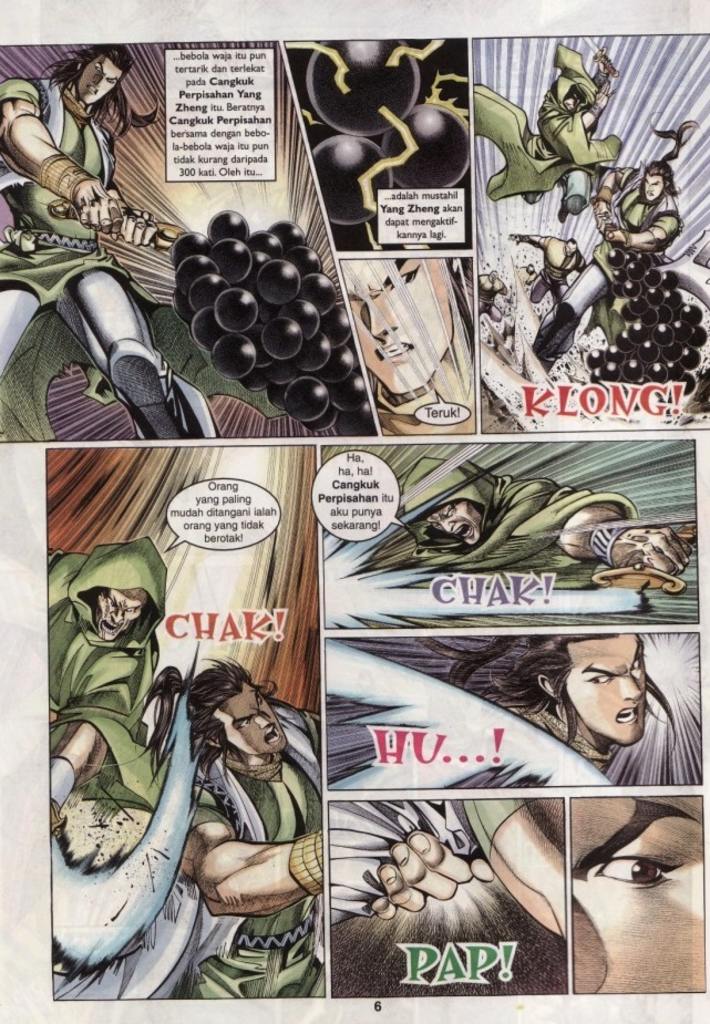 ...bebola waja itu pun
tertarik dan terlekat
pada Cangkuk
Perpisahan Yang
Zheng itu. Beratnya
Cangkuk Perpisahan
bersama dengan bebo-
la-bebola waja itu pun
tidak kurang daripada
300 kati. Oleh itu...
...adalah mustahil
Yang Zheng akan
dapat mengaktif-
kannya lagi.
Teruk!
KLONG!
Orang
yang paling
mudah ditangani ialah
orang yang tidak
berotak!
CHAK!
Ha,
ha, ha!
Cangkuk
Perpisahan itu
aku punya
sekarang!
CHAK!
HU...!
PAP!
6